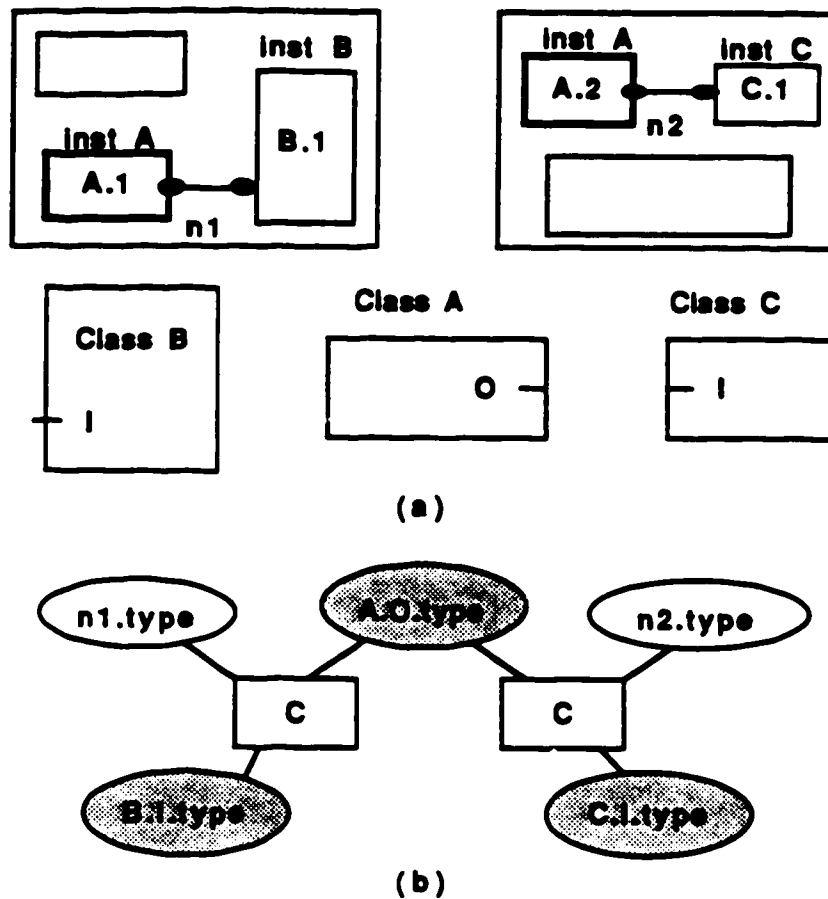 inst B
inst A
A.1
B.1
n1
inst A
inst C
A.2
C.1
n2
Class B
I
Class A
O
Class C
I
(a)
n1.type
A.O.type
n2.type
C
C
B.I.type
C.I.type
(b)